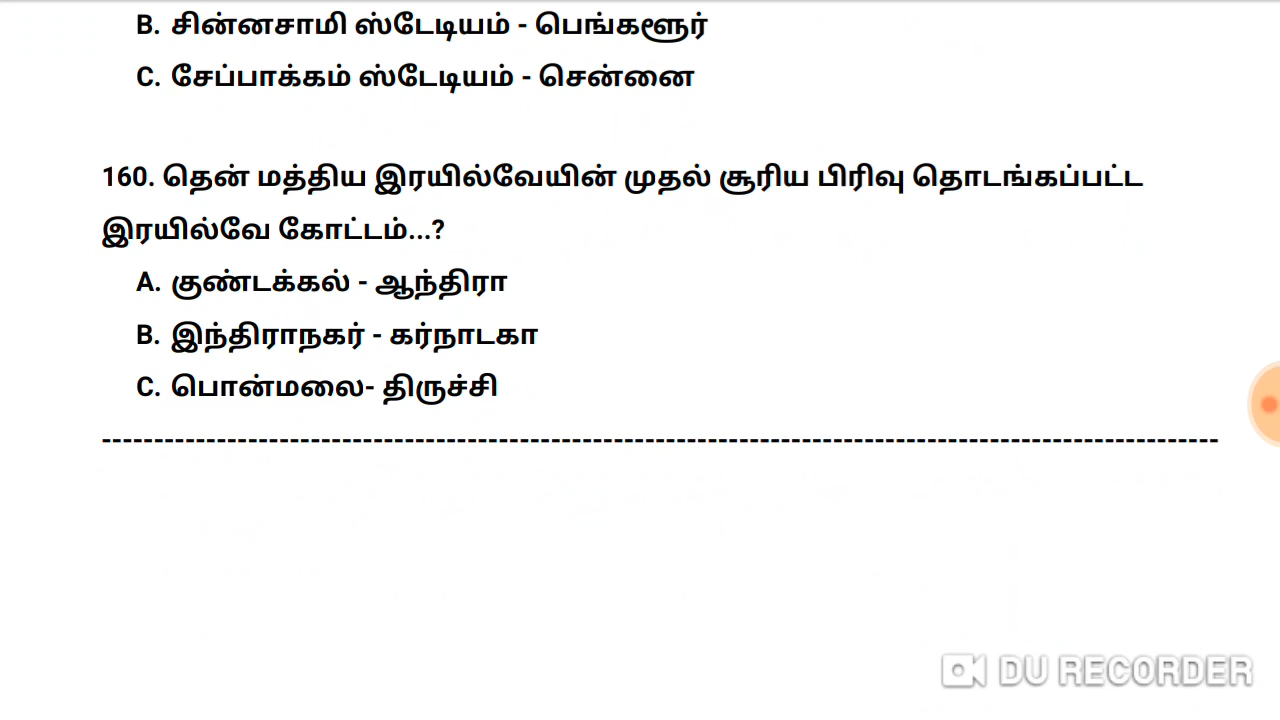 B. சின்னசாமி ஸ்டேடியம் - பெங்களூர்
C. சேப்பாக்கம் ஸ்டேடியம் - சென்னை
160. தென் மத்திய இரயில்வேயின் முதல் சூரிய பிரிவு தொடங்கப்பட்ட
இரயில்வே கோட்டம்...?
A. குண்டக்கல் - ஆந்திரா
B. இந்திராநகர் - கர்நாடகா
C. பொன்மலை- திருச்சி
DU RECORDER